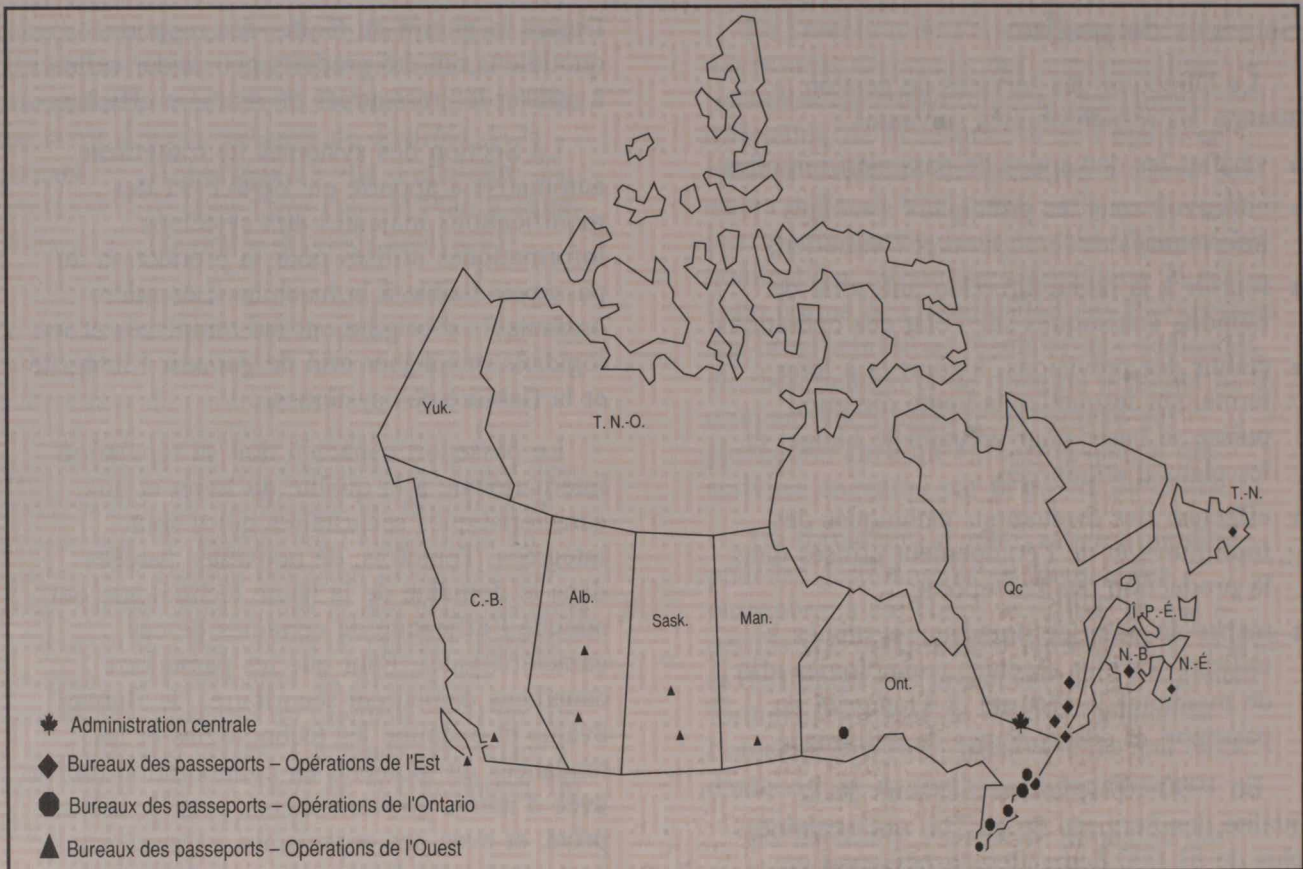 T.-N.
Yuk.
T. N.-O.
Qc
C.-B.
Alb.
Sask.
Man.
Î.-P.-É.
N.-B.
N.-É.
Ont.
Administration centrale
Bureaux des passeports – Opérations de l'Est
Bureaux des passeports – Opérations de l'Ontario
Bureaux des passeports – Opérations de l'Ouest